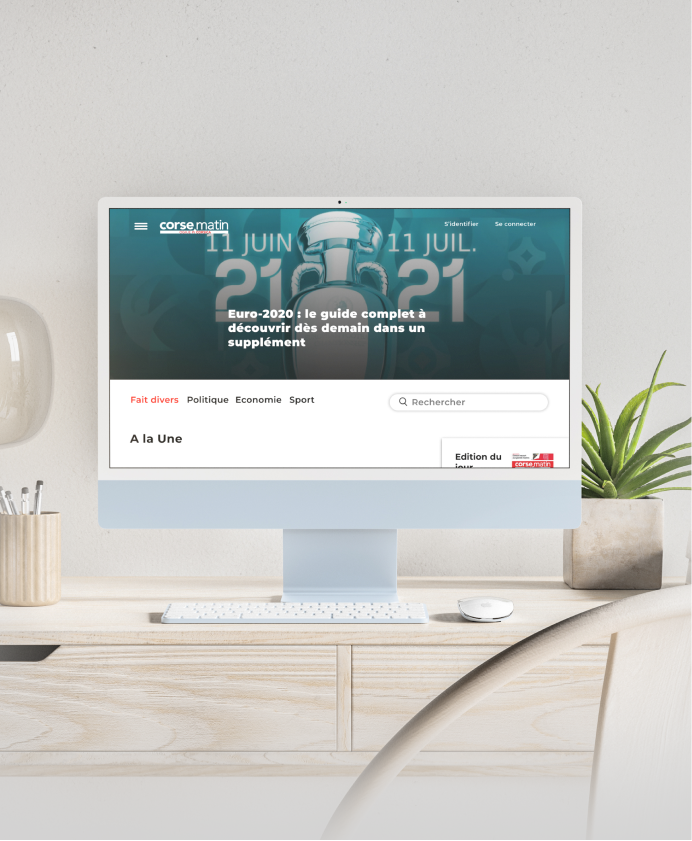 corse matin
S'identifier
Se connecter
11 JUIN
11 JUIL.
21
21
Euro-2020 : le guide complet à
découvrir dès demain dans un
supplément
Fait divers Politique Economie Sport
Rechercher
A la Une
Edition du
jour
corse matin